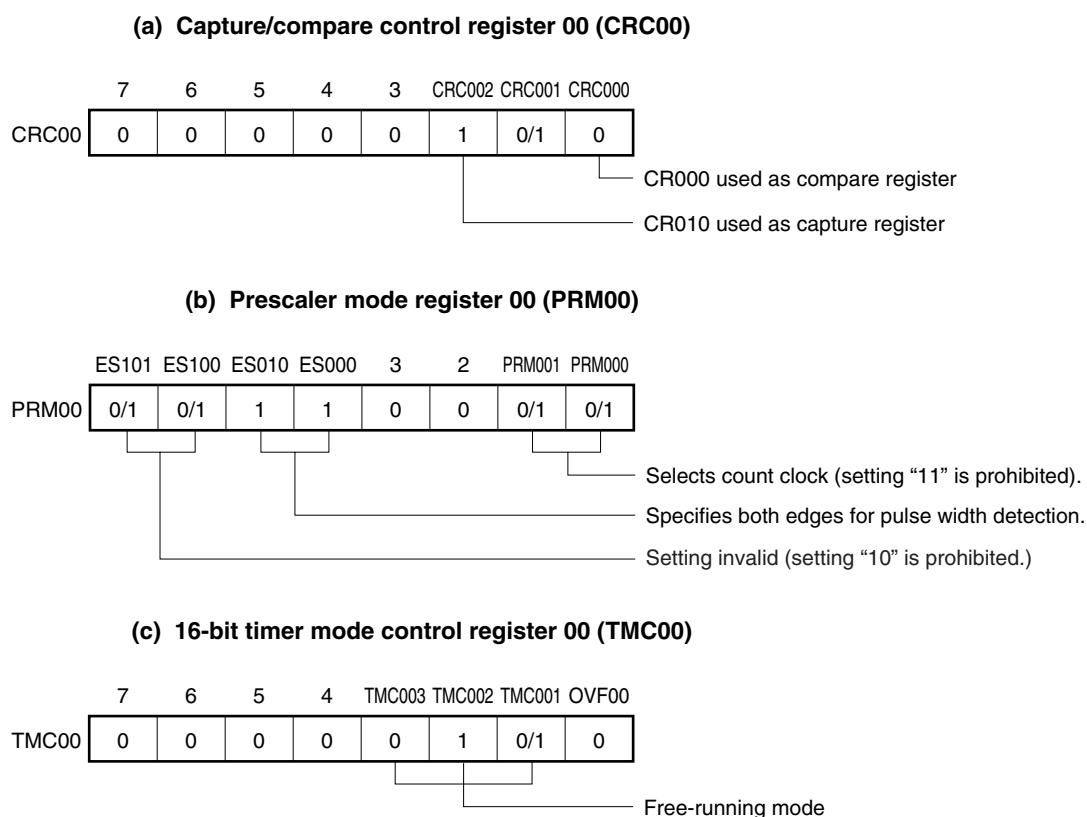 (a) Capture/compare control register 00 (CRC00)
7 6 5 4 3 CRC002 CRC001 CRC000
CRC00 0 0 0 0 0 1 0/1 0
CR000 used as compare register
CR010 used as capture register
(b) Prescaler mode register 00 (PRM00)
ES101 ES100 ES010 ES000 3 2 PRM001 PRM000
PRM00 0/1 0/1 1 1 0 0 0/1 0/1
Selects count clock (setting “11” is prohibited).
Specifies both edges for pulse width detection.
Setting invalid (setting “10” is prohibited.)
(c) 16-bit timer mode control register 00 (TMC00)
7 6 5 4 TMC003 TMC002 TMC001 OVF00
TMC00 0 0 0 0 0 1 0/1 0
Free-running mode